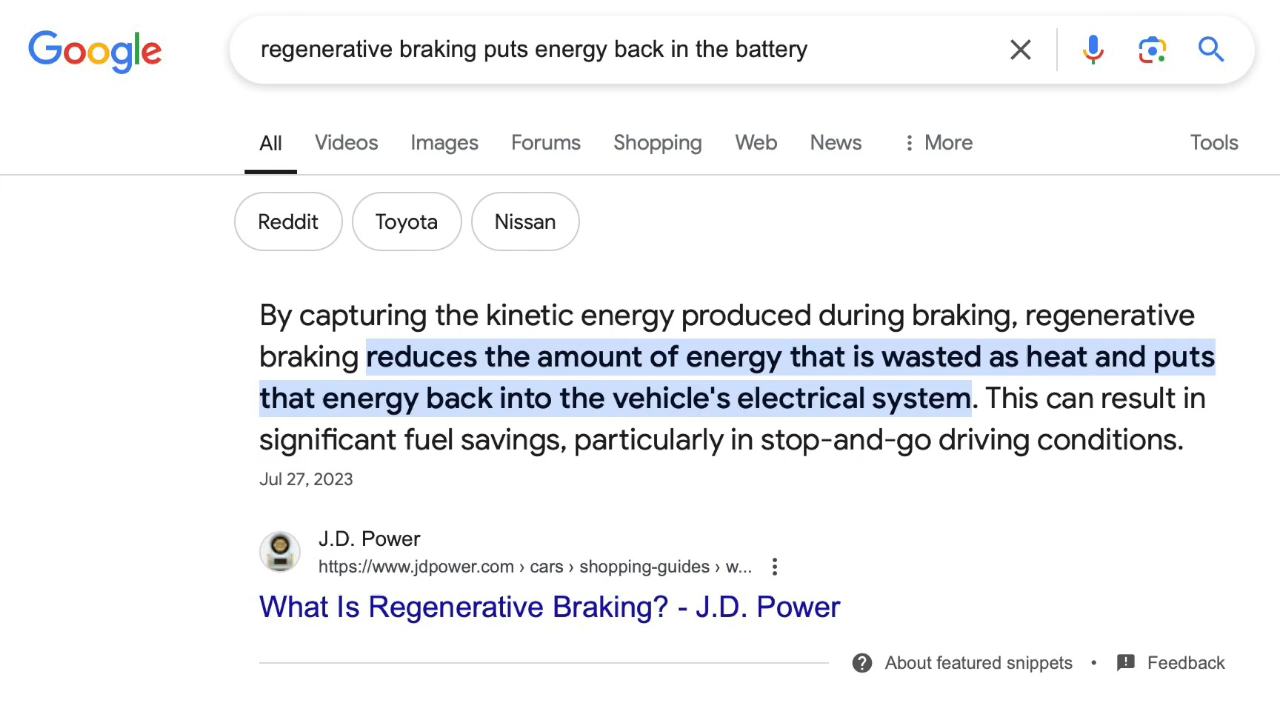 Google
regenerative braking puts energy back in the battery
All Videos Images Forums Shopping Web News More Tools
Reddit Toyota Nissan
By capturing the kinetic energy produced during braking, regenerative
braking reduces the amount of energy that is wasted as heat and puts
that energy back into the vehicle's electrical system. This can result in
significant fuel savings, particularly in stop-and-go driving conditions.
Jul 27, 2023
J.D. Power
https://www.jdpower.com › cars › shopping-guides › w...
What Is Regenerative Braking? - J.D. Power
About featured snippets • Feedback